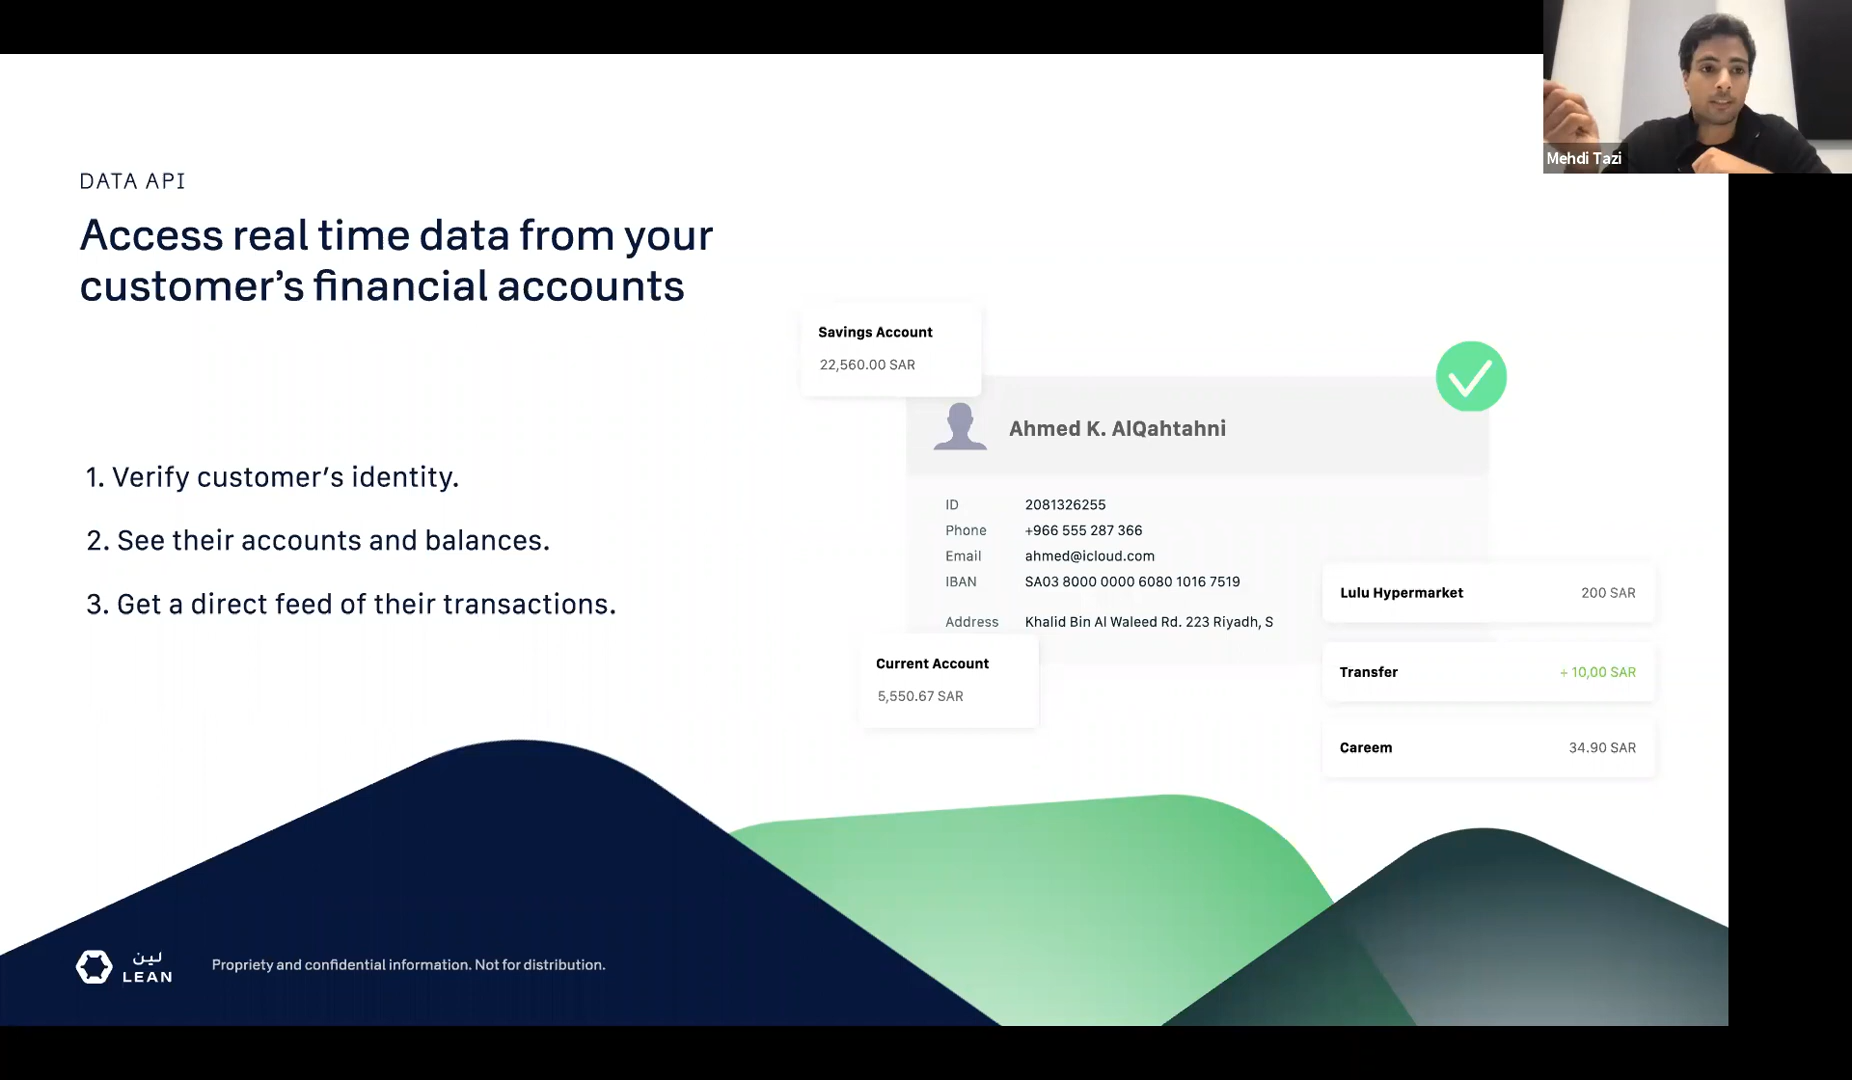 Mehdi Tazi
DATA API
Access real time data from your
customer’s financial accounts
1. Verify customer’s identity.
2. See their accounts and balances.
3. Get a direct feed of their transactions.
Savings Account
22,560.00 SAR
Ahmed K. AlQahtahni
ID 2081326255
Phone +966 555 287 366
Email ahmed@icloud.com
IBAN SA03 8000 0000 6080 1016 7519
Address Khalid Bin Al Waleed Rd. 223 Riyadh, S
Current Account
5,550.67 SAR
Lulu Hypermarket 200 SAR
Transfer + 10,00 SAR
Careem 34.90 SAR
لين
LEAN
Propriety and confidential information. Not for distribution.